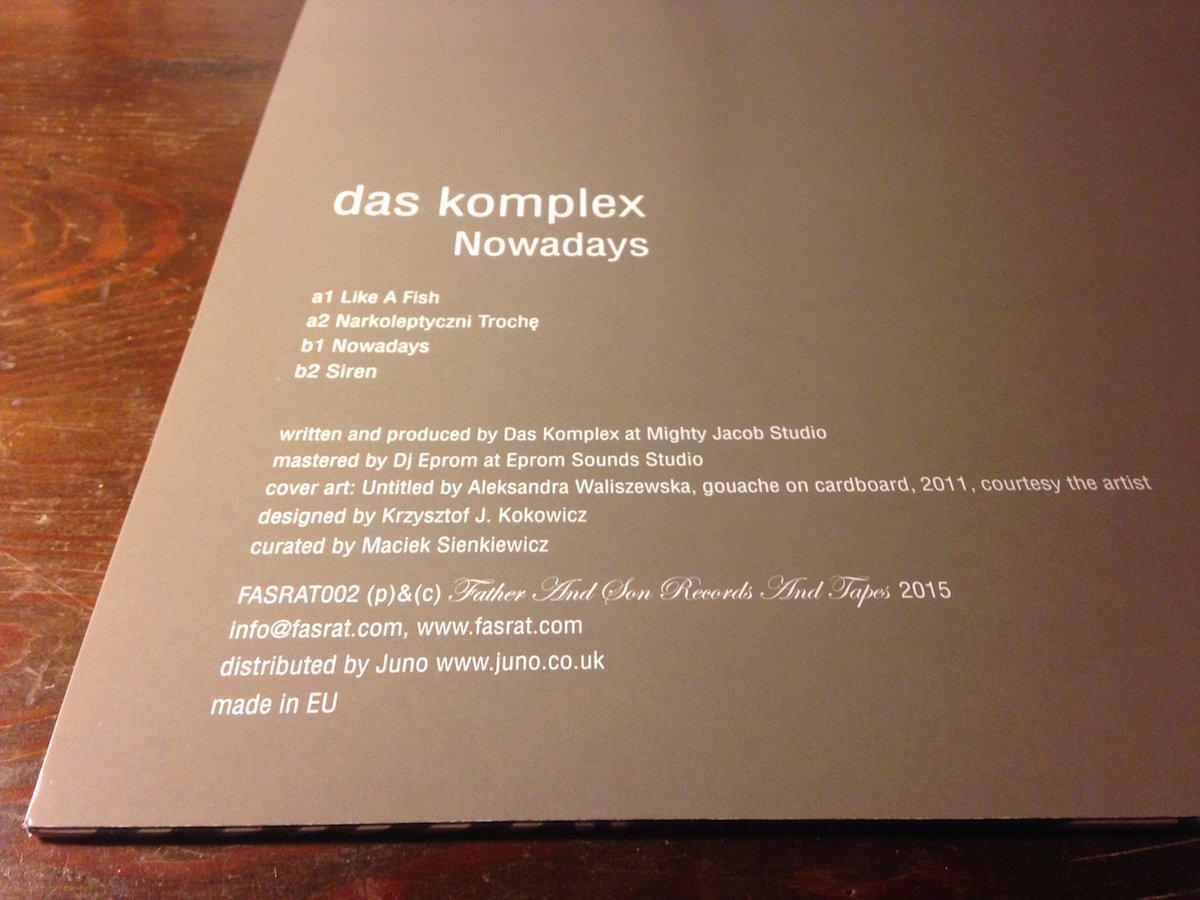 das komplex
Nowadays
a1 Like A Fish
a2 Narkoleptyczni Trochę
b1 Nowadays
b2 Siren
written and produced by Das Komplex at Mighty Jacob Studio
mastered by Dj Eprom at Eprom Sounds Studio
cover art: Untitled by Aleksandra Waliszewska, gouache on cardboard, 2011, courtesy the artist
designed by Krzysztof J. Kokowicz
curated by Maciek Sienkiewicz
FASRAT002 (p)&(c) Father And Son Records And Tapes 2015
info@fasrat.com, www.fasrat.com
distributed by Juno www.juno.co.uk
made in EU